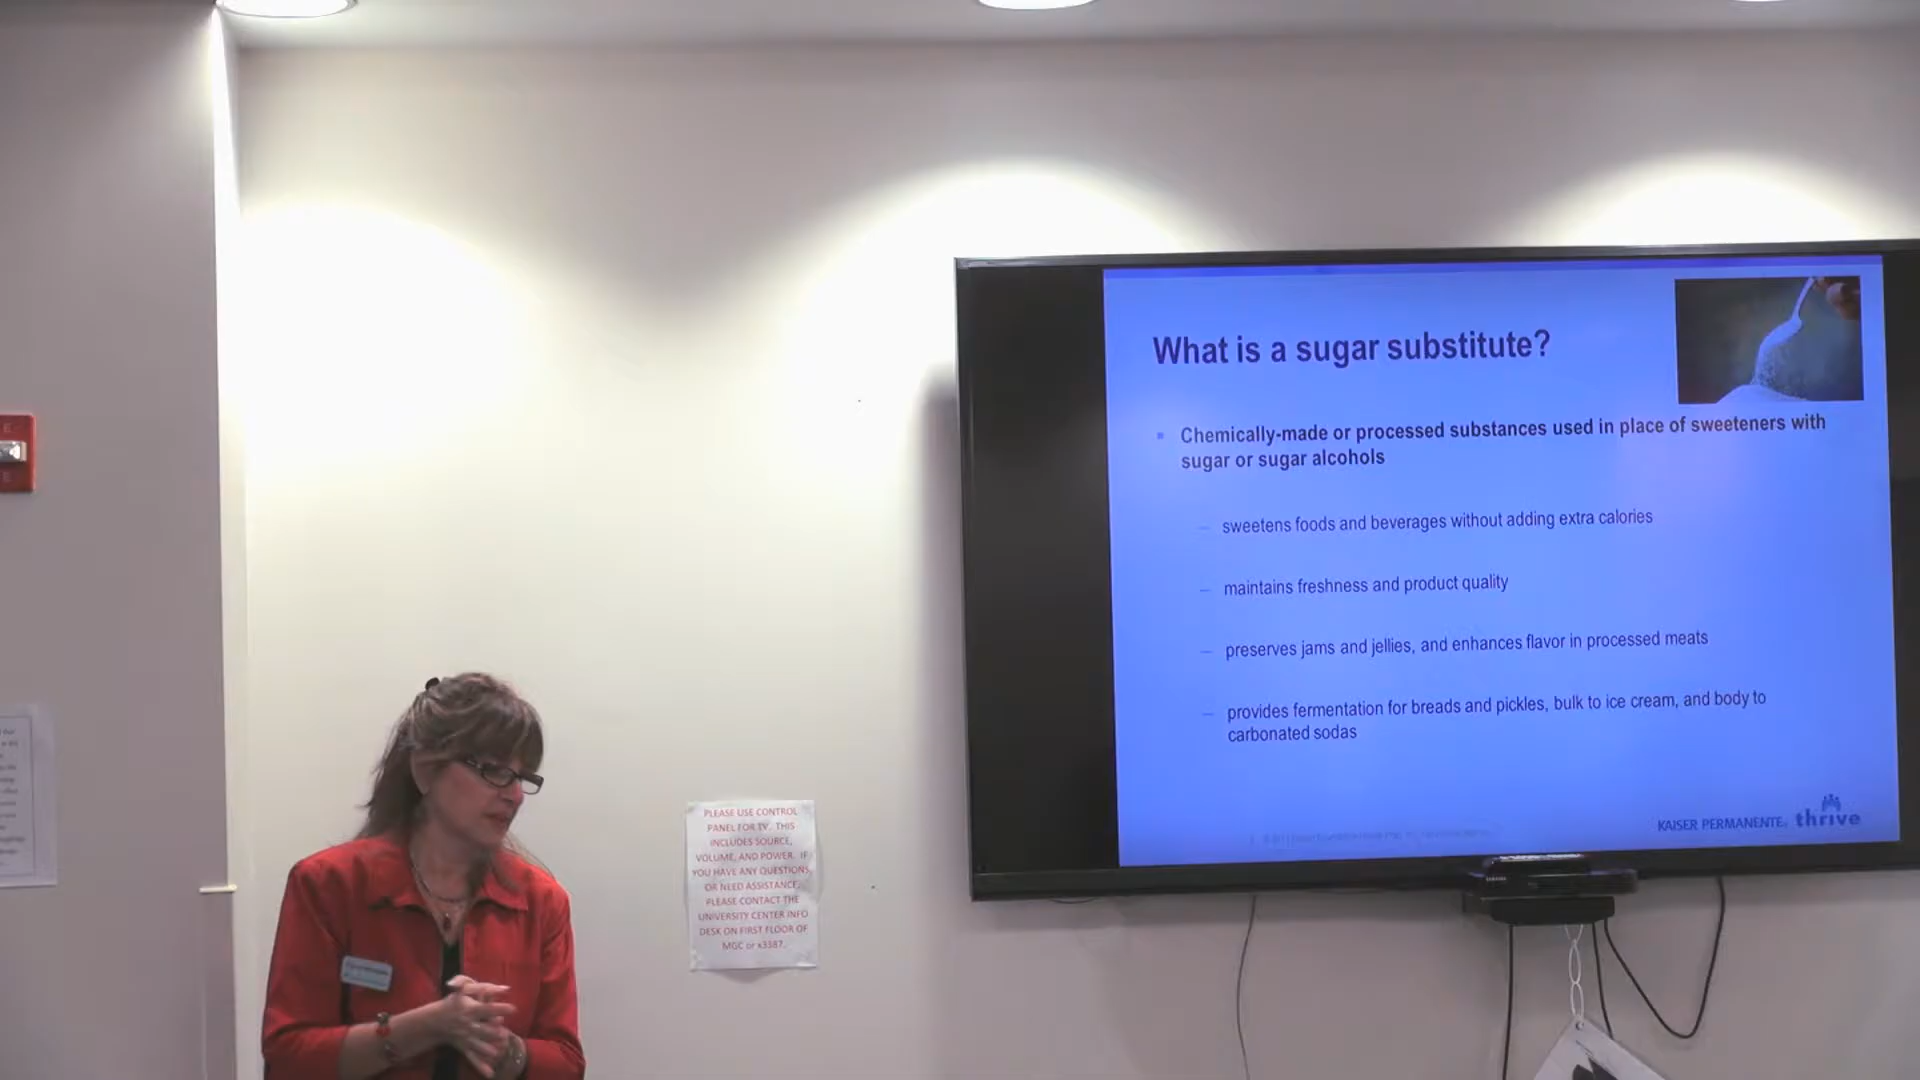 What is a sugar substitute?
Chemically-made or processed substances used in place of sweeteners with
sugar or sugar alcohols
– sweetens foods and beverages without adding extra calories
– maintains freshness and product quality
– preserves jams and jellies, and enhances flavor in processed meats
– provides fermentation for breads and pickles, bulk to ice cream, and body to
carbonated sodas
KAISER PERMANENTE® thrive
PLEASE USE CONTROL
PANEL FOR TV. THIS
INCLUDES SOURCE,
VOLUME, AND POWER. IF
YOU HAVE ANY QUESTIONS
OR NEED ASSISTANCE,
PLEASE CONTACT THE
UNIVERSITY CENTER INFO
DESK ON FIRST FLOOR OF
MGC or x3387.